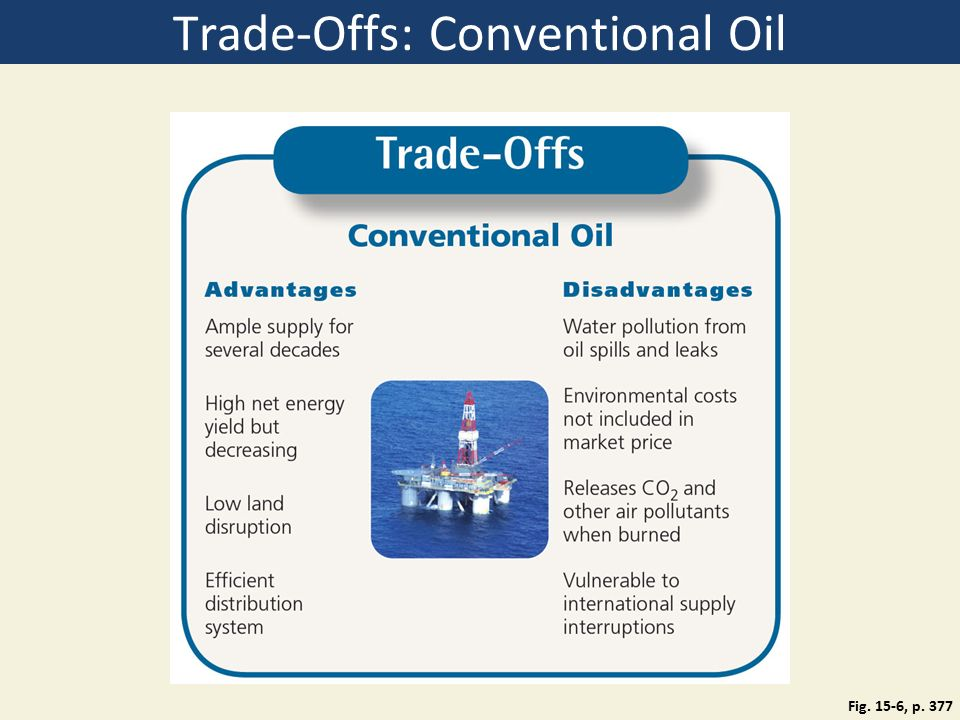 Trade-Offs: Conventional Oil
Trade-Offs
Conventional Oil
Advantages
Ample supply for
several decades
High net energy
yield but
decreasing
Low land
disruption
Efficient
distribution
system
Disadvantages
Water pollution from
oil spills and leaks
Environmental costs
not included in
market price
Releases CO₂ and
other air pollutants
when burned
Vulnerable to
international supply
interruptions
Fig. 15-6, p. 377